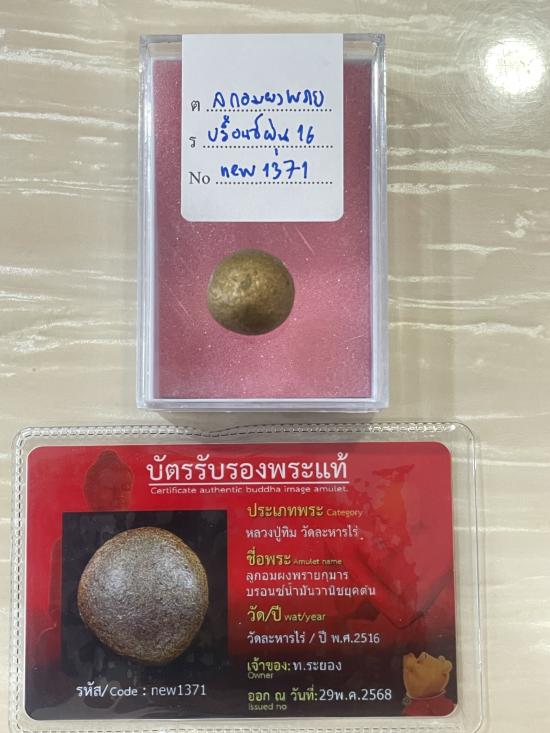 ต ลูกอมผงพราย
ร บรื้อนซ์ฝุ่น 16
No new 1371
บัตรรับรองพระแท้
Certificate authentic buddha image amulet.
ประเภทพระ Category
หลวงปู่ทิม วัดละหารไร่
ชื่อพระ Amulet name
ลูกอมผงพรายกุมาร
บรอนซ์น้ำมันวานิชยุคต้น
วัด/ปี wat/year
วัดละหารไร่ / ปี พ.ศ.2516
เจ้าของ: ท.ระยอง
Owner
ออก ณ วันที่: 29พ.ค.2568
Issued no
รหัส/Code : new1371